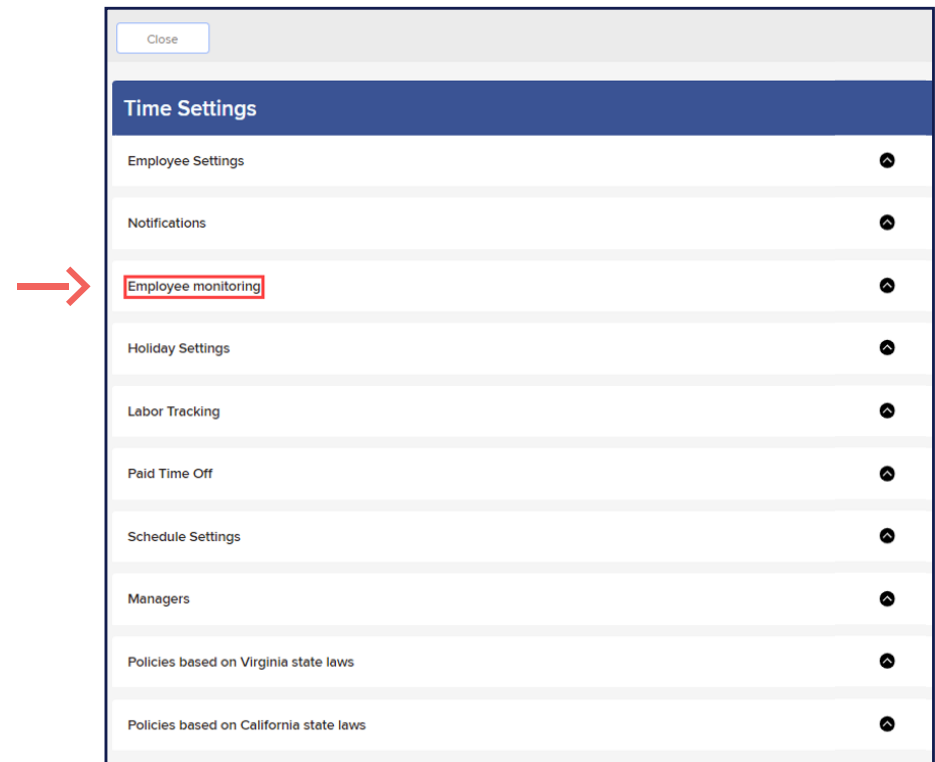 Close
Time Settings
Employee Settings
Notifications
Employee monitoring
Holiday Settings
Labor Tracking
Paid Time Off
Schedule Settings
Managers
Policies based on Virginia state laws
Policies based on California state laws